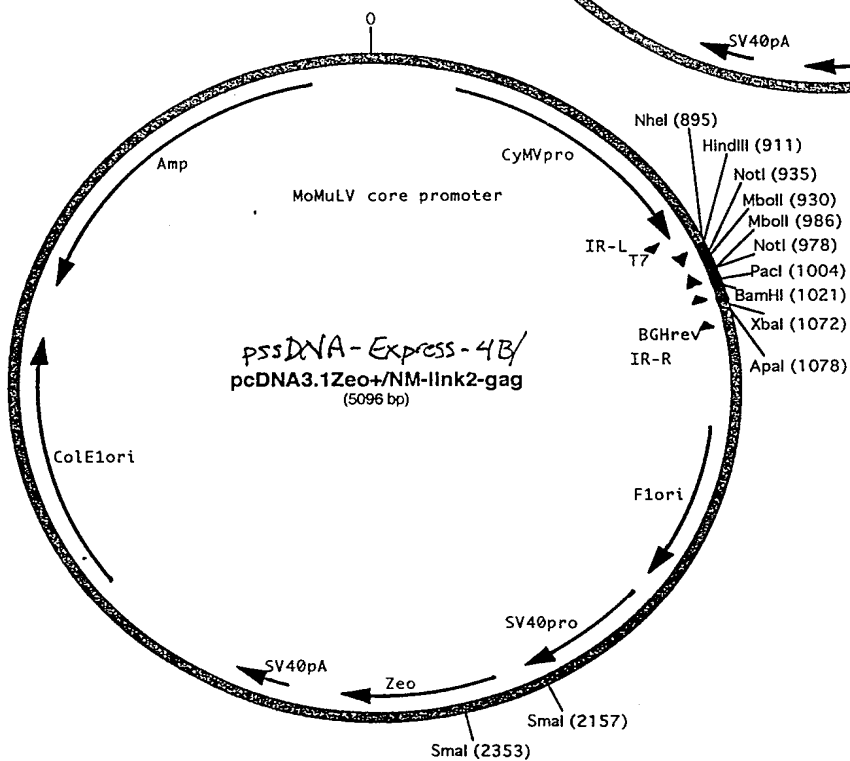 O
SV40pA
NheI (895)
HindIII (911)
NotI (935)
MboII (930)
MboII (986)
NotI (978)
PacI (1004)
BamHI (1021)
XbaI (1072)
ApaI (1078)
CyMVpro
Amp
MoMuLV core promoter
IR-L
T7
BGHrev
IR-R
pssDNA-Express-4B/
pcDNA3.1Zeo+/NM-link2-gag
(5096 bp)
ColE1ori
F1ori
SV40pro
SV40pA
Zeo
SmaI (2157)
SmaI (2353)